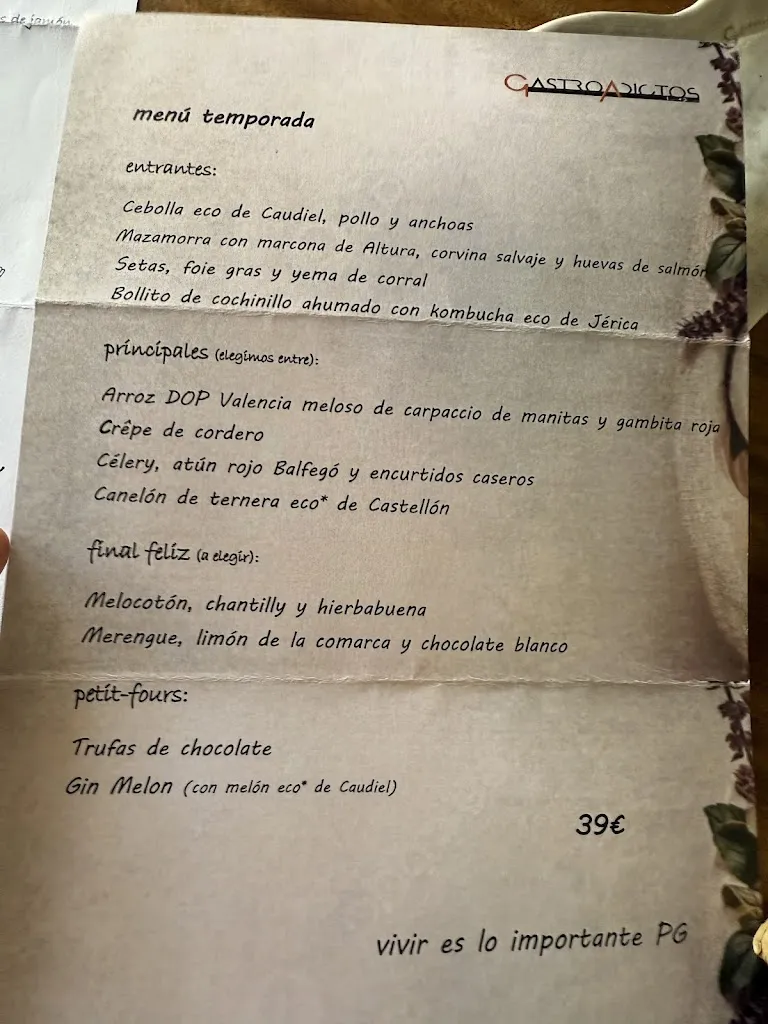 s de jamón
GASTROADICTOS
menú temporada
entrantes:
Cebolla eco de Caudiel, pollo y anchoas
Mazamorra con marcona de Altura, corvina salvaje y huevas de salmón
Setas, foie gras y yema de corral
Bollito de cochinillo ahumado con kombucha eco de Jérica
principales (elegimos entre):
Arroz DOP Valencia meloso de carpaccio de manitas y gambita roja
Crêpe de cordero
Célery, atún rojo Balfegó y encurtidos caseros
Canelón de ternera eco* de Castellón
final feliz (a elegir):
Melocotón, chantilly y hierbabuena
Merengue, limón de la comarca y chocolate blanco
petit-fours:
Trufas de chocolate
Gin Melon (con melón eco* de Caudiel)
39€
vivir es lo importante PG